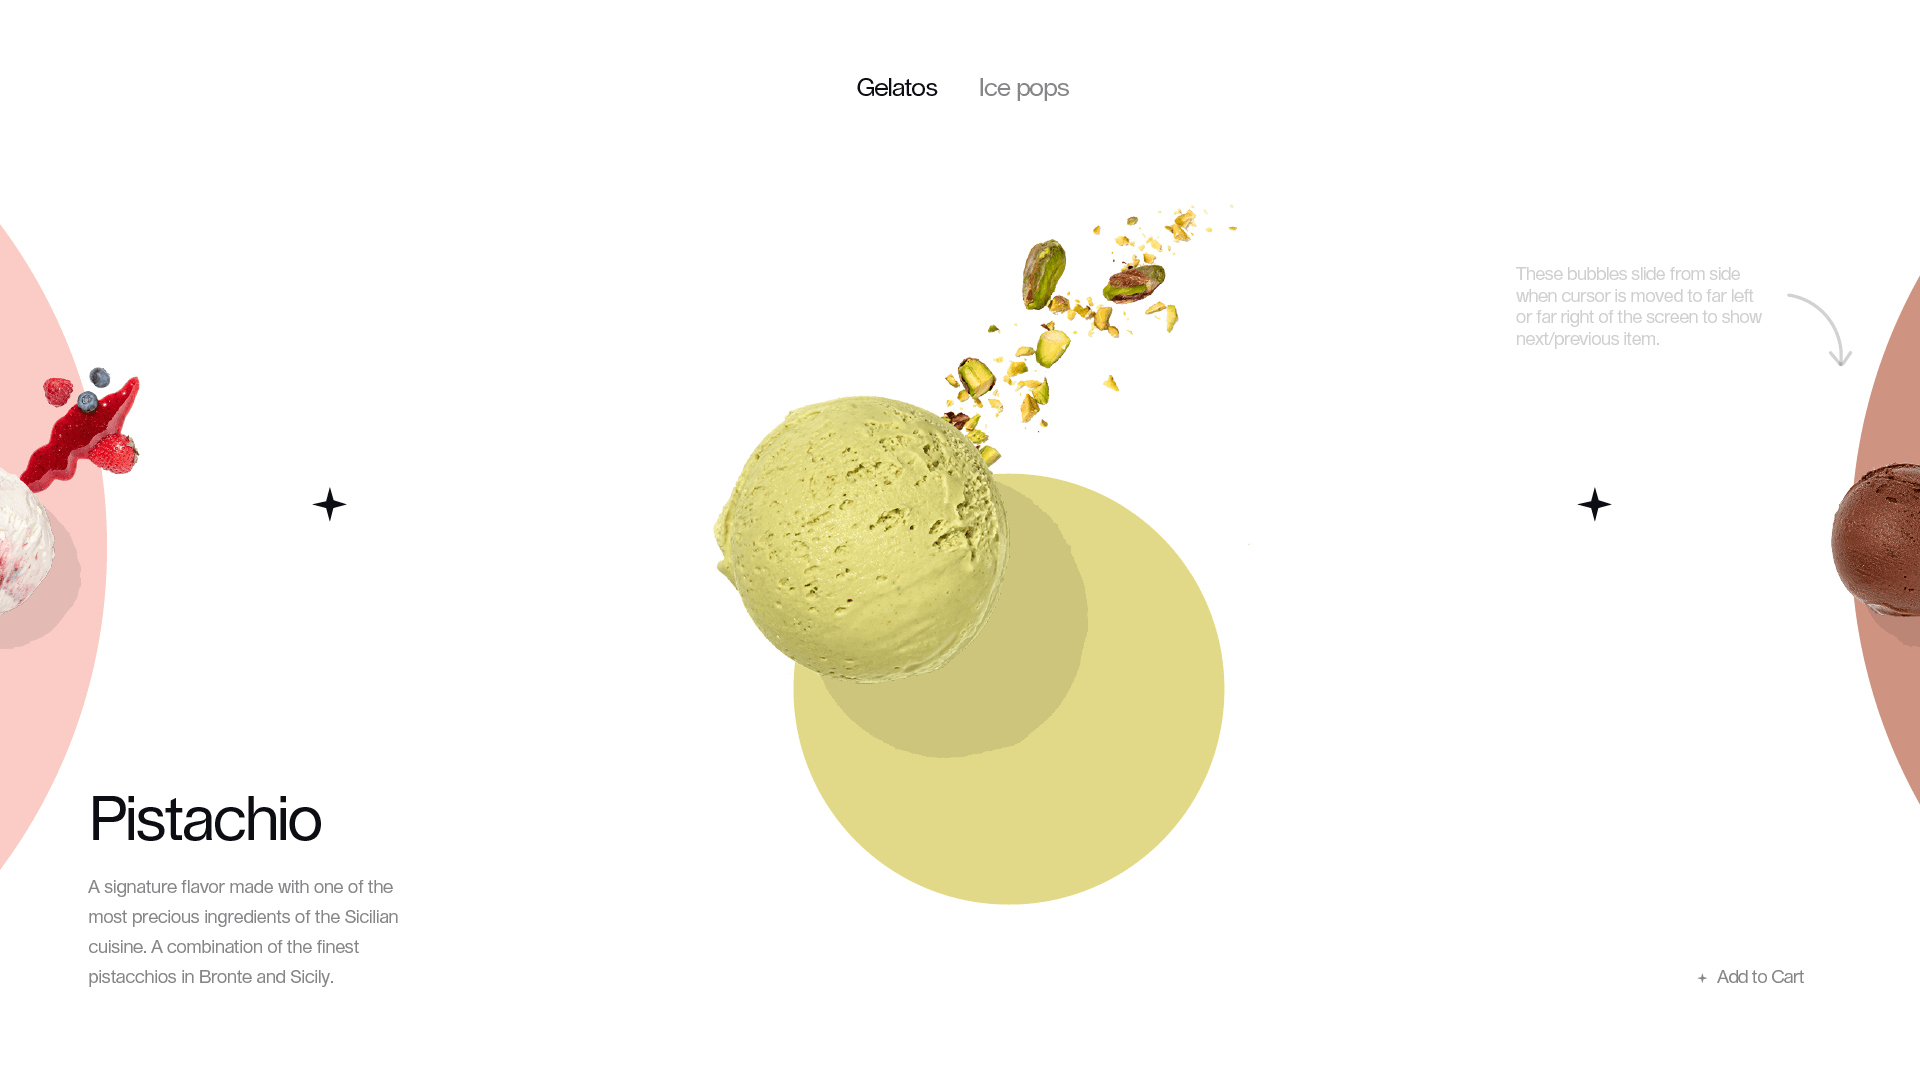 Gelatos
Ice pops
These bubbles slide from side
when cursor is moved to far left
or far right of the screen to show
next/previous item.
Pistachio
A signature flavor made with one of the
most precious ingredients of the Sicilian
cuisine. A combination of the finest
pistacchios in Bronte and Sicily.
Add to Cart